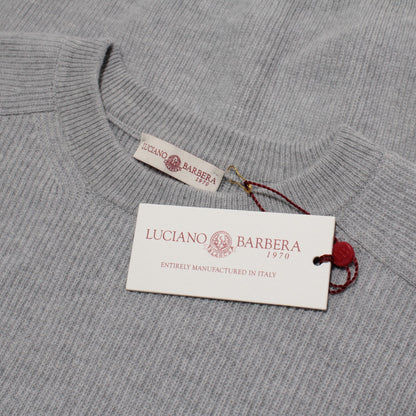 LUCIANO BARBERA
1970
LUCIANO BARBERA
1970
ENTIRELY MANUFACTURED IN ITALY